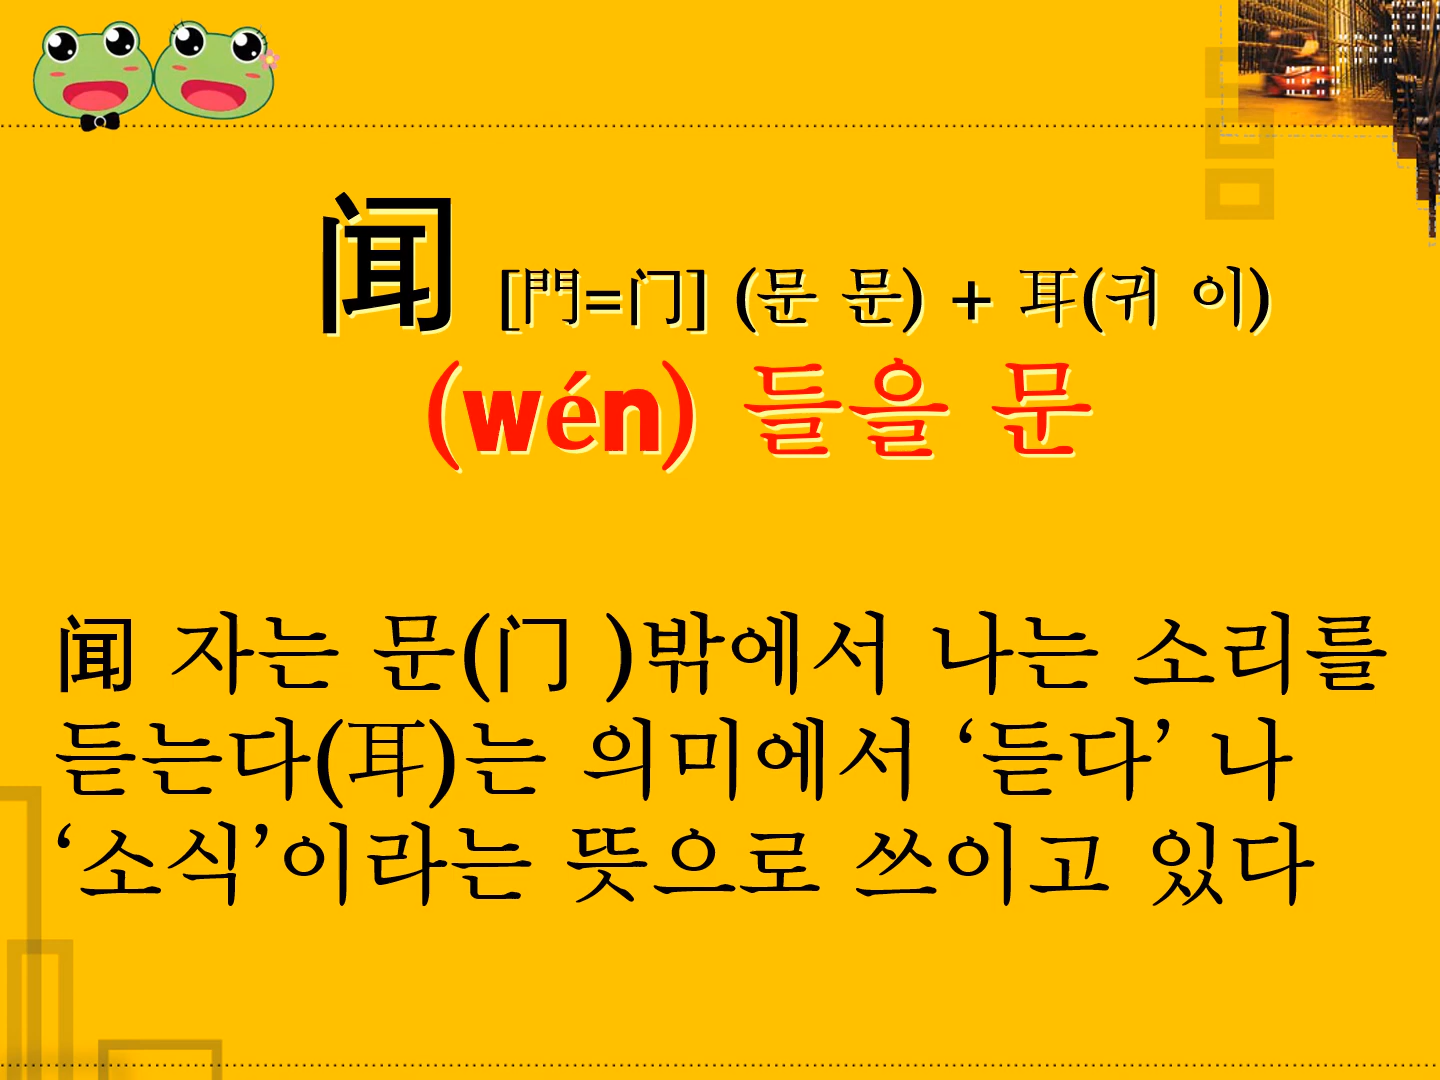 闻 [門=门] (문 문) + 耳(귀 이)
(wén) 들을 문
闻 자는 문(门 )밖에서 나는 소리를
듣는다(耳)는 의미에서 ‘듣다’ 나
‘소식’이라는 뜻으로 쓰이고 있다